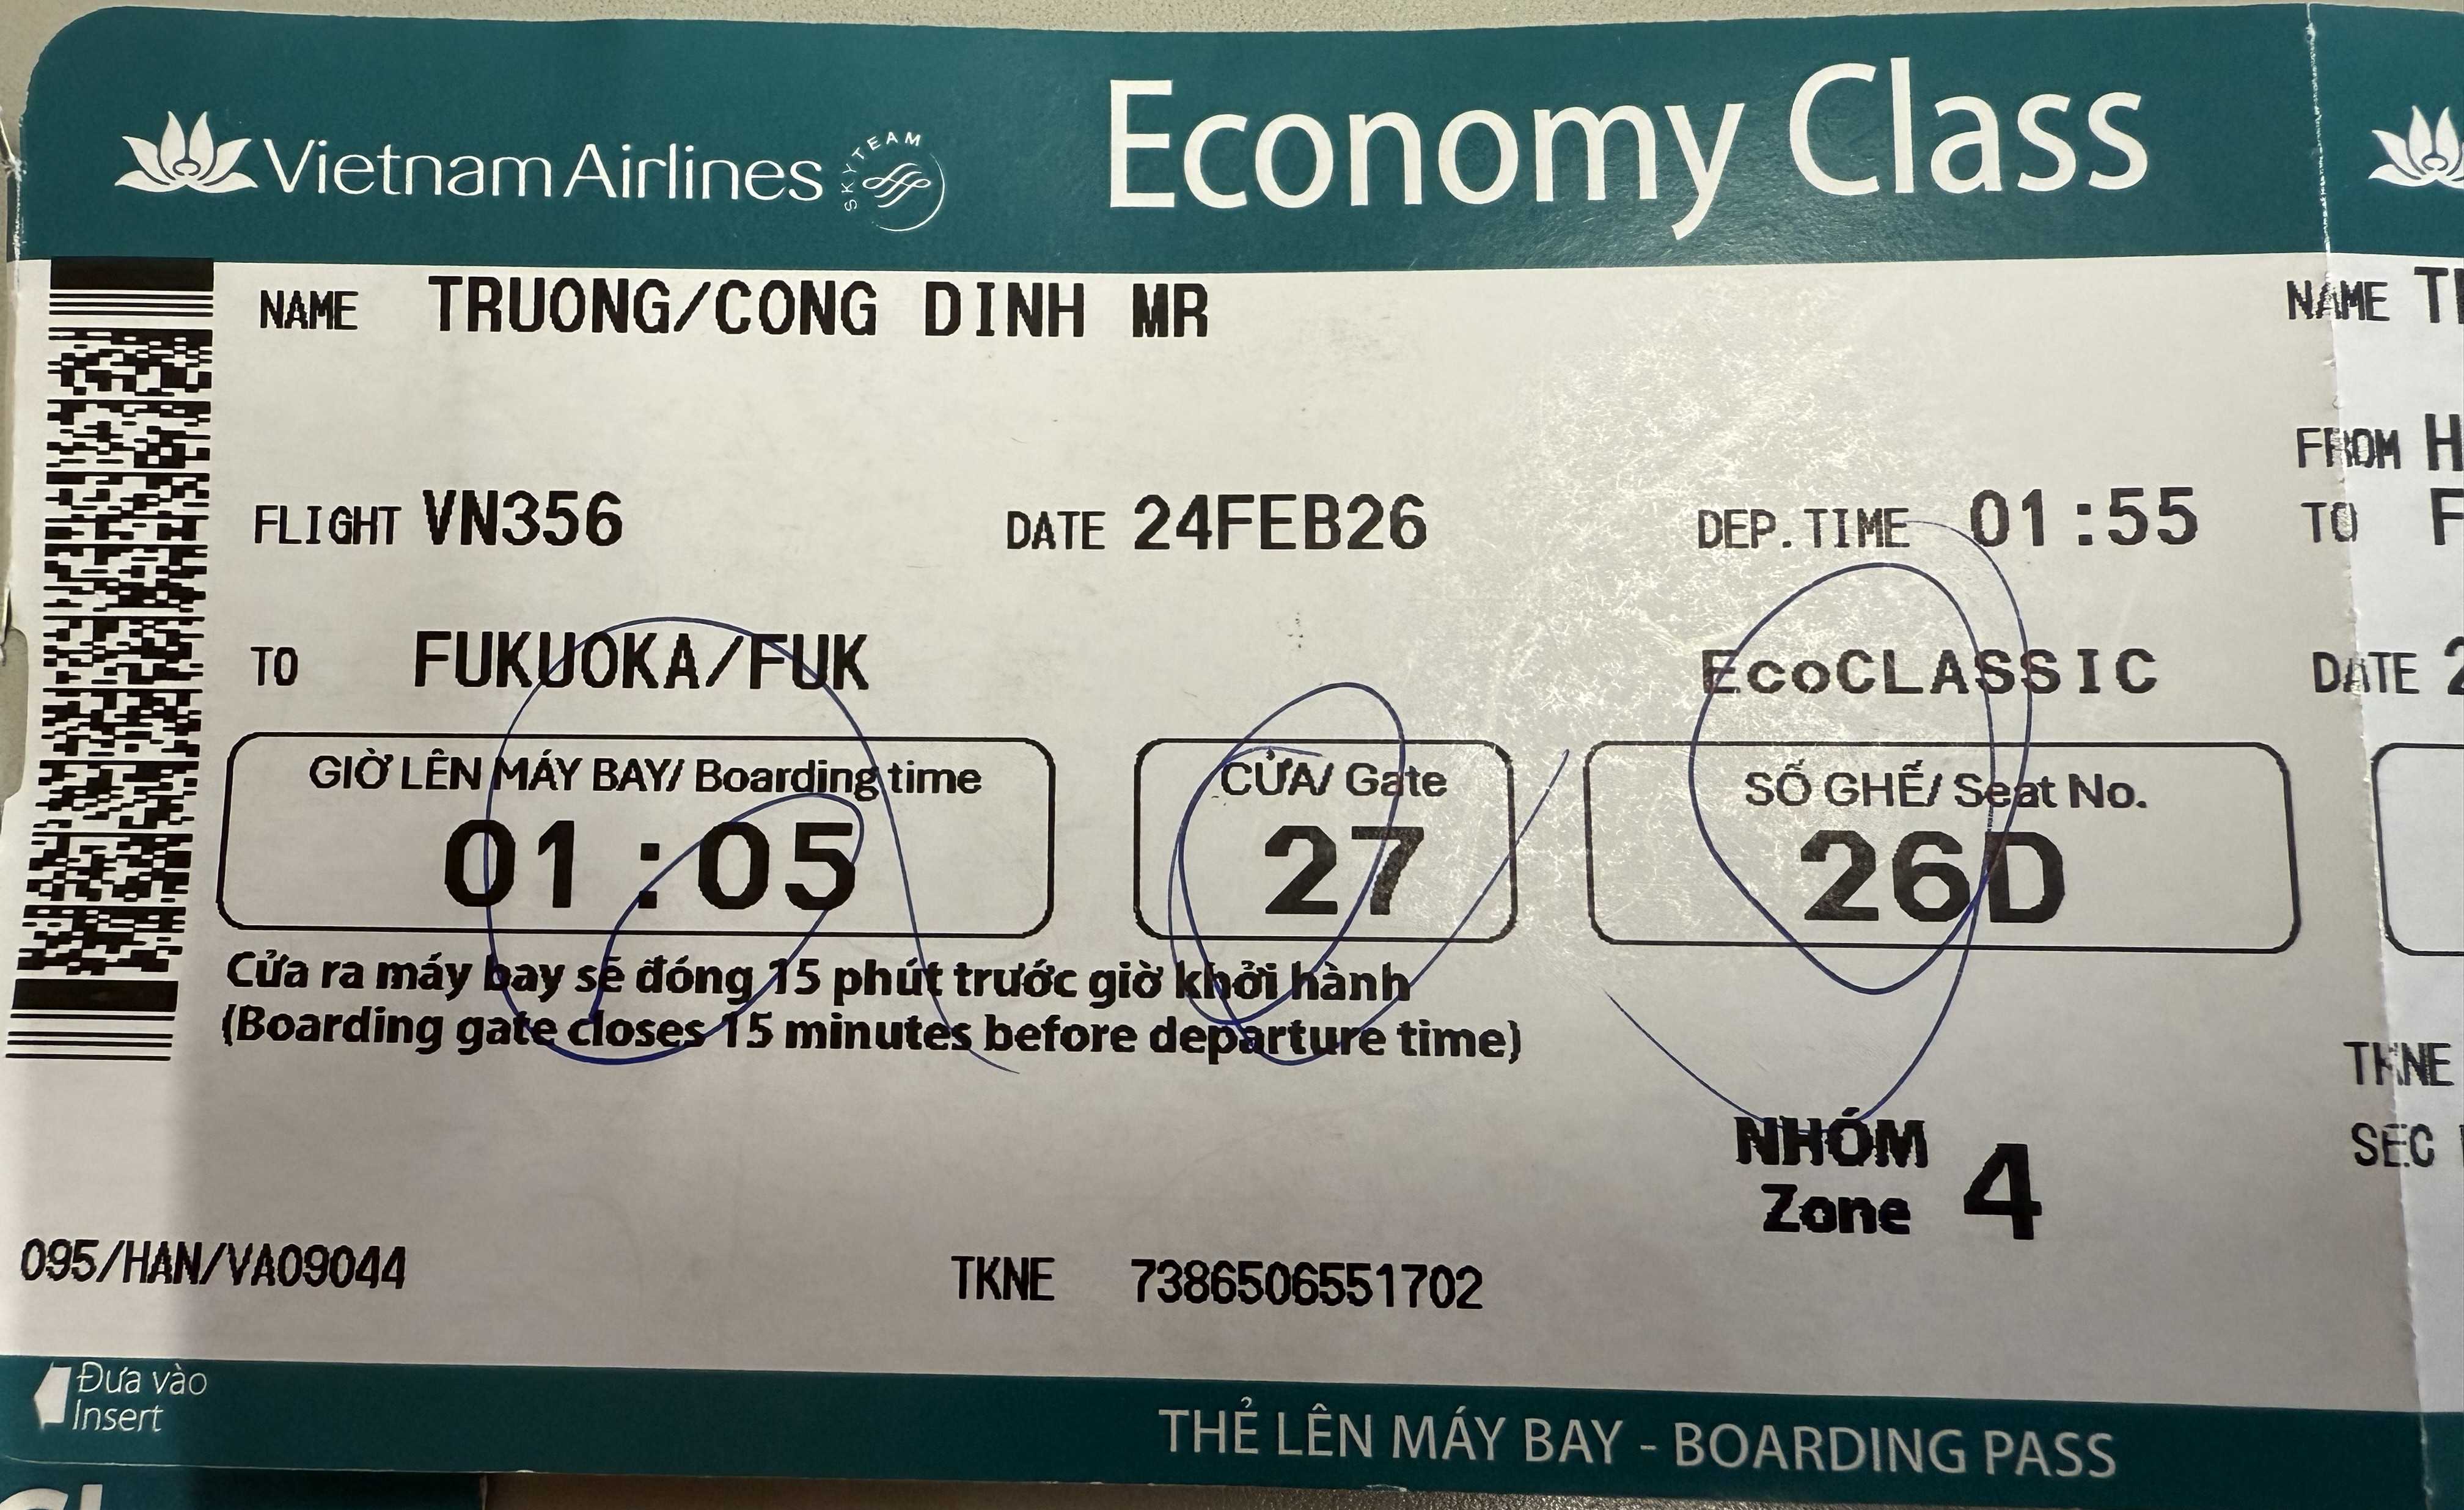 Vietnam Airlines SKYTEAM Economy Class
NAME TRUONG/CONG DINH MR
NAME
FROM
FLIGHT VN356 DATE 24FEB26 DEP.TIME 01:55
TO
TO FUKUOKA/FUK EcoCLASSIC
DATE
GIỜ LÊN MÁY BAY/ Boarding time
01:05
CỬA/ Gate
27
SỐ GHẾ/ Seat No.
26D
Cửa ra máy bay sẽ đóng 15 phút trước giờ khởi hành
(Boarding gate closes 15 minutes before departure time)
TKNE
SEC
NHÓM
Zone 4
095/HAN/VA09044 TKNE 7386506551702
Đưa vào
Insert
THẺ LÊN MÁY BAY - BOARDING PASS